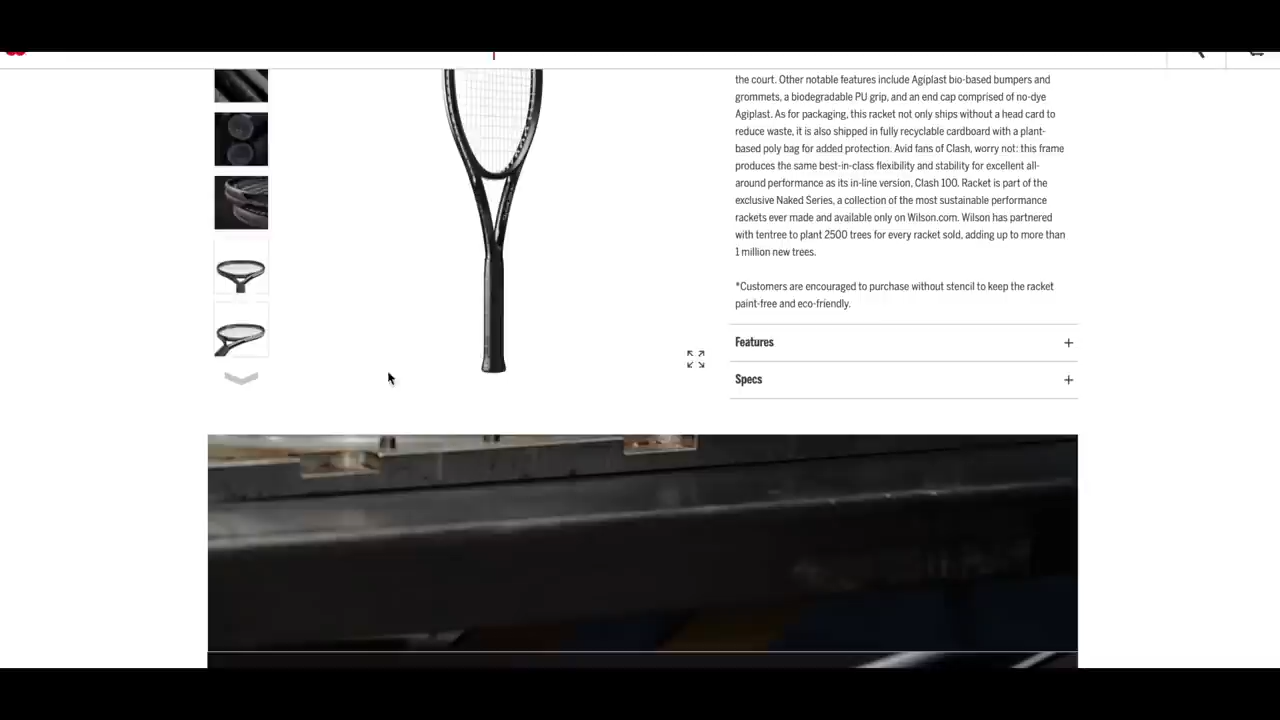 the court. Other notable features include Agiplast bio-based bumpers and
grommets, a biodegradable PU grip, and an end cap comprised of no-dye
Agiplast. As for packaging, this racket not only ships without a head card to
reduce waste, it is also shipped in fully recyclable cardboard with a plant-
based poly bag for added protection. Avid fans of Clash, worry not: this frame
produces the same best-in-class flexibility and stability for excellent all-
around performance as its in-line version, Clash 100. Racket is part of the
exclusive Naked Series, a collection of the most sustainable performance
rackets ever made and available only on Wilson.com. Wilson has partnered
with tentree to plant 2500 trees for every racket sold, adding up to more than
1 million new trees.
*Customers are encouraged to purchase without stencil to keep the racket
paint-free and eco-friendly.
Features +
Specs +